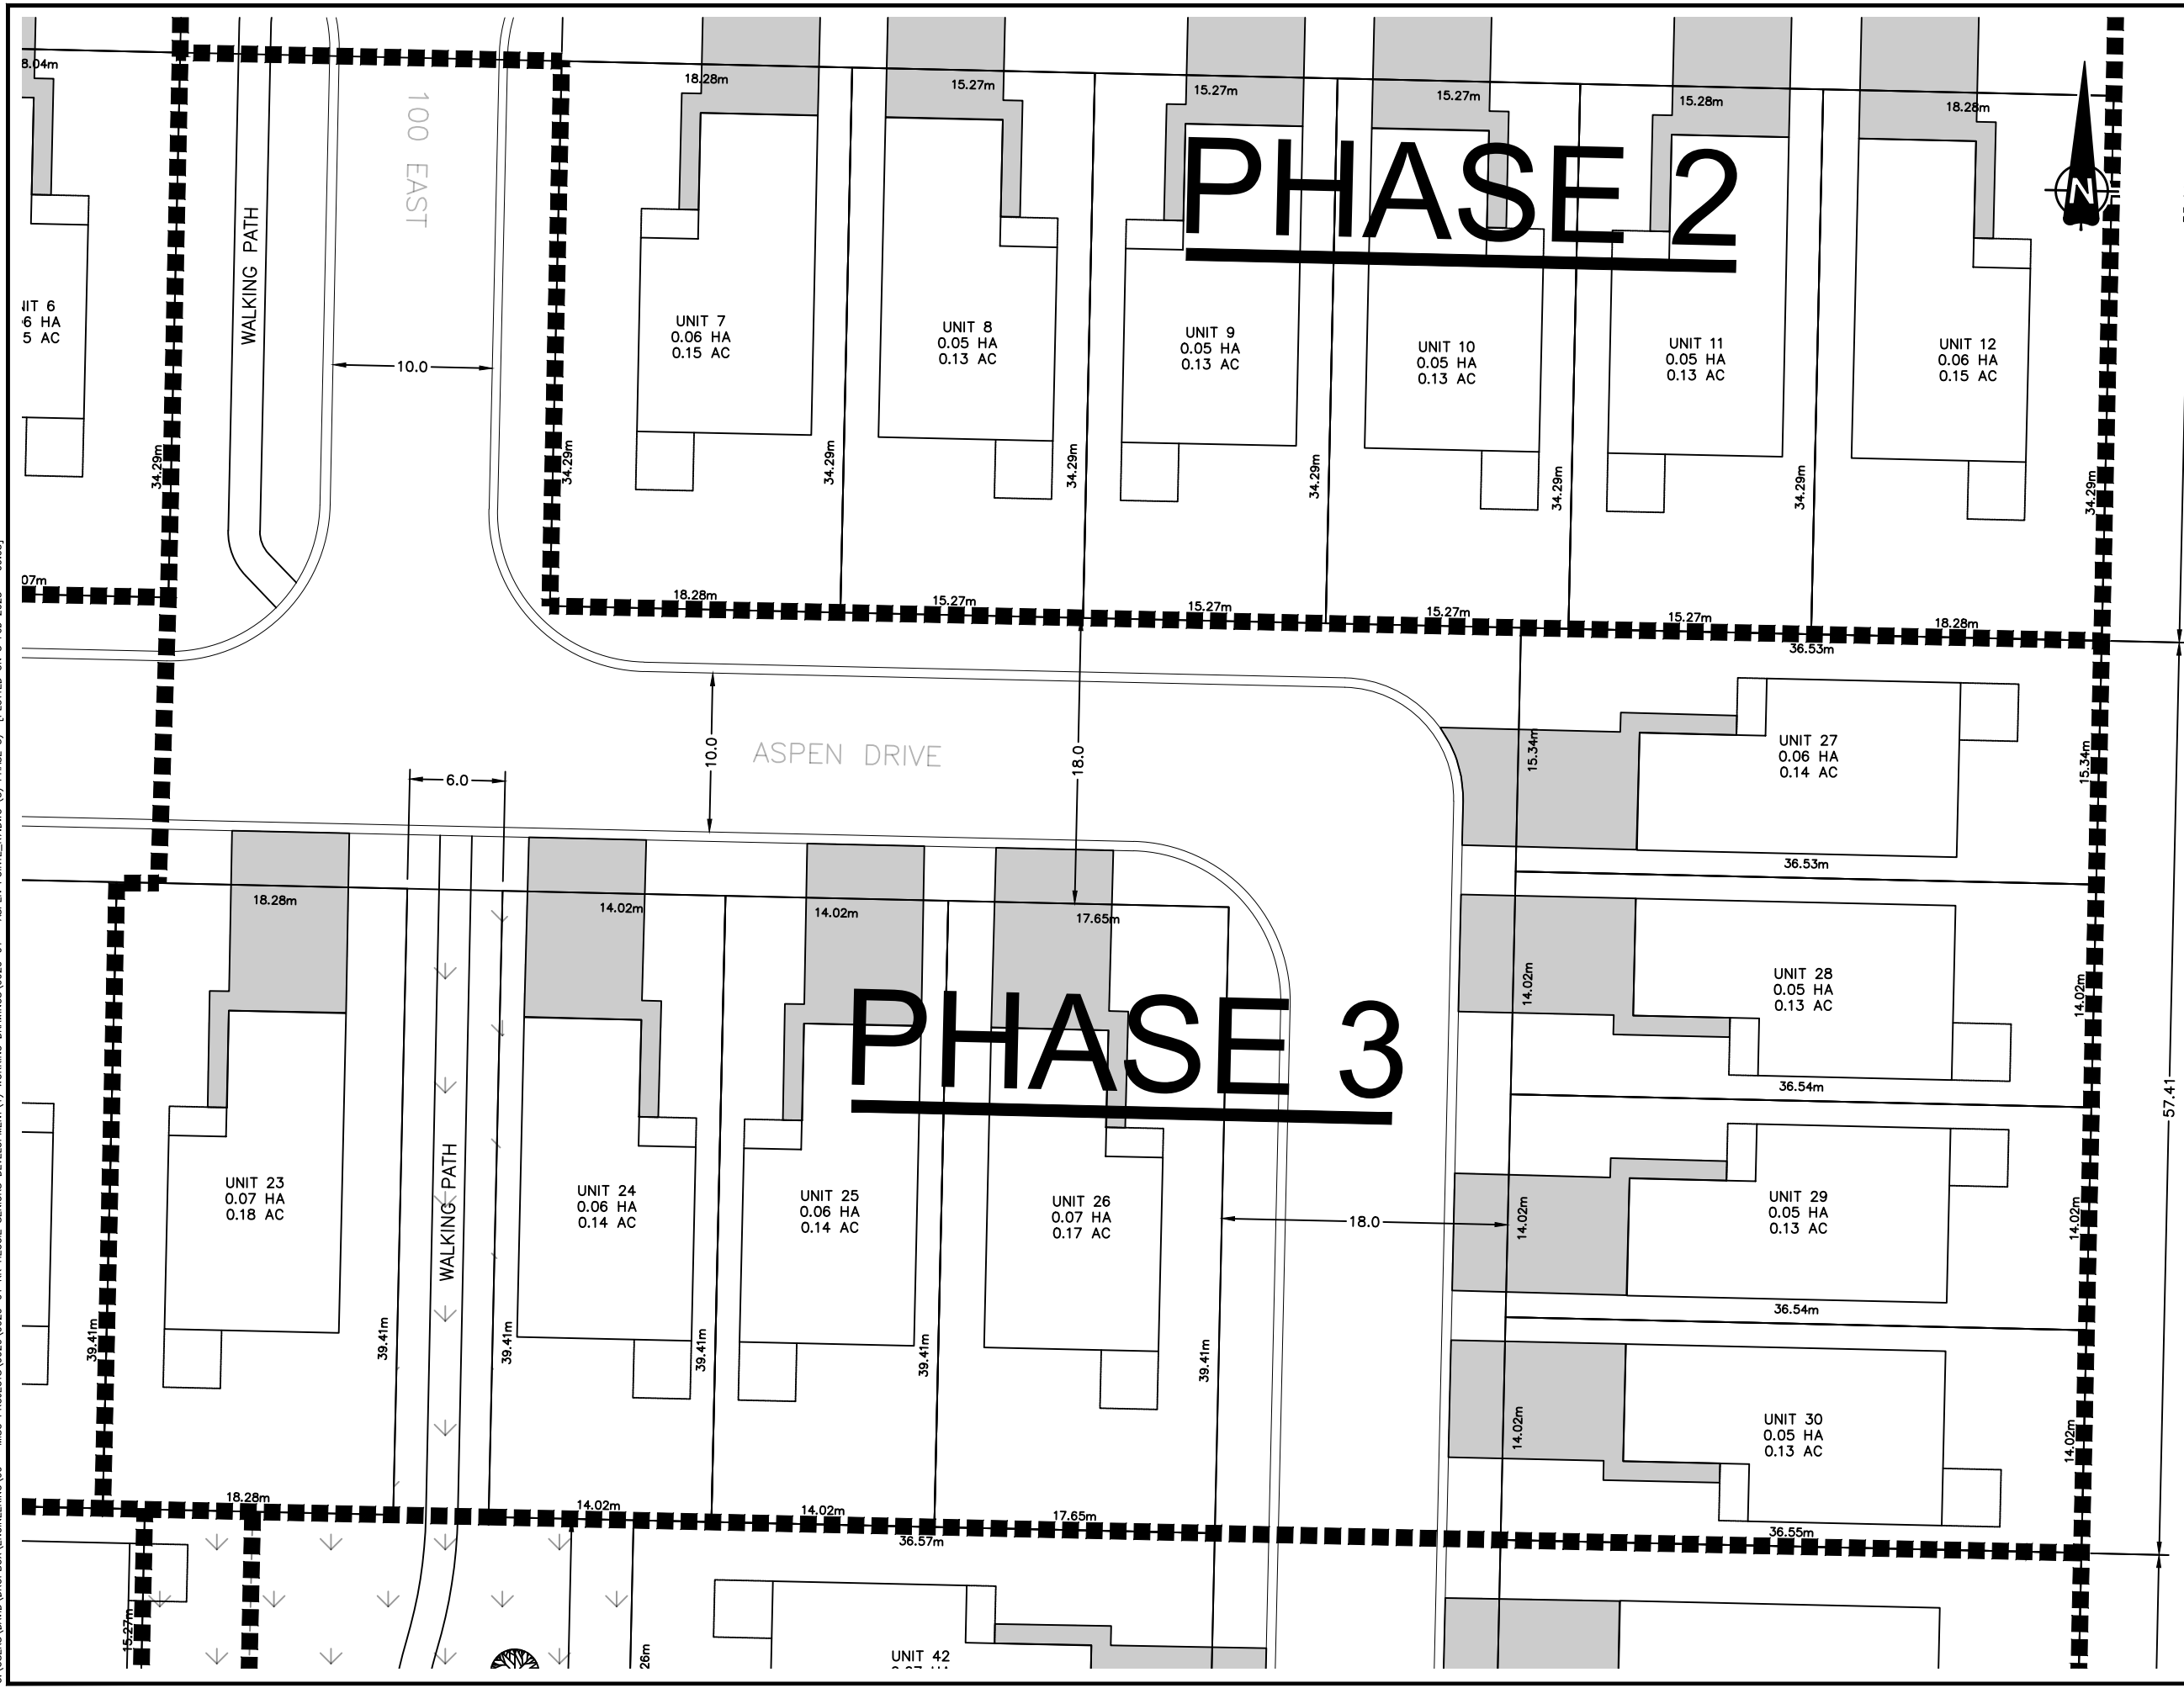 8.04m
18.28m
15.27m
15.27m
15.27m
15.28m
18.28m
100 EAST
PHASE 2
N
WALKING PATH
6 HA
5 AC
UNIT 7
0.06 HA
0.15 AC
UNIT 8
0.05 HA
0.13 AC
UNIT 9
0.05 HA
0.13 AC
UNIT 10
0.05 HA
0.13 AC
UNIT 11
0.05 HA
0.13 AC
UNIT 12
0.06 HA
0.15 AC
10.0
34.29m
34.29m
34.29m
34.29m
34.29m
34.29m
34.29m
34.29m
07m
18.28m
15.27m
15.27m
15.27m
15.27m
18.28m
36.53m
10.0
ASPEN DRIVE
18.0
6.0
15.34m
UNIT 27
0.06 HA
0.14 AC
15.34m
36.53m
18.28m
14.02m
14.02m
17.65m
PHASE 3
14.02m
UNIT 28
0.05 HA
0.13 AC
14.02m
36.54m
57.41
WALKING PATH
UNIT 23
0.07 HA
0.18 AC
UNIT 24
0.06 HA
0.14 AC
UNIT 25
0.06 HA
0.14 AC
UNIT 26
0.07 HA
0.17 AC
18.0
14.02m
UNIT 29
0.05 HA
0.13 AC
14.02m
36.54m
39.41m
39.41m
39.41m
39.41m
39.41m
39.41m
14.02m
UNIT 30
0.05 HA
0.13 AC
14.02m
18.28m
14.02m
14.02m
17.65m
36.57m
36.55m
15.27m
26m
UNIT 42